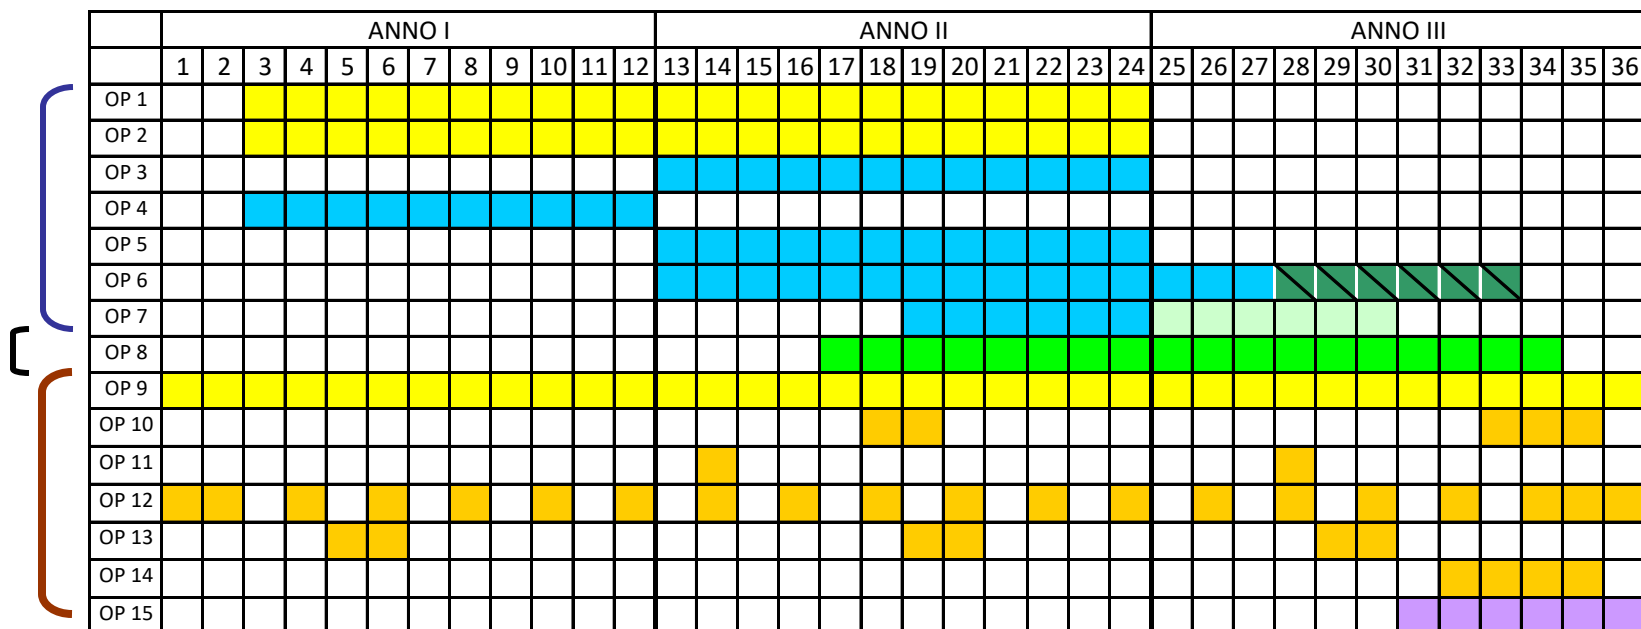 ANNO I ANNO II ANNO III
1 2 3 4 5 6 7 8 9 10 11 12 13 14 15 16 17 18 19 20 21 22 23 24 25 26 27 28 29 30 31 32 33 34 35 36
OP 1
OP 2
OP 3
OP 4
OP 5
OP 6
OP 7
OP 8
OP 9
OP 10
OP 11
OP 12
OP 13
OP 14
OP 15